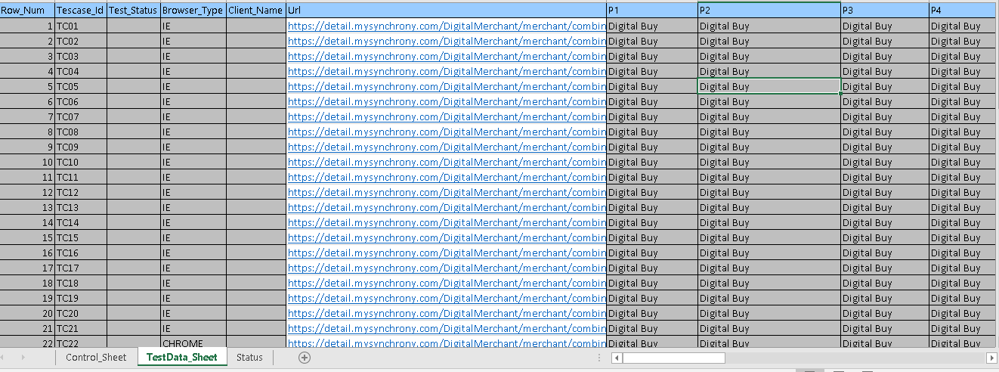 Row_Num Tescase_Id Test_Status Browser_Type Client_Name Url P1 P2 P3 P4
1 TC01 IE https://detail.mysynchrony.com/DigitalMerchant/merchant/combin Digital Buy Digital Buy Digital Buy Digital Buy
2 TC02 IE https://detail.mysynchrony.com/DigitalMerchant/merchant/combin Digital Buy Digital Buy Digital Buy Digital Buy
3 TC03 IE https://detail.mysynchrony.com/DigitalMerchant/merchant/combin Digital Buy Digital Buy Digital Buy Digital Buy
4 TC04 IE https://detail.mysynchrony.com/DigitalMerchant/merchant/combin Digital Buy Digital Buy Digital Buy Digital Buy
5 TC05 IE https://detail.mysynchrony.com/DigitalMerchant/merchant/combin Digital Buy Digital Buy Digital Buy Digital Buy
6 TC06 IE https://detail.mysynchrony.com/DigitalMerchant/merchant/combin Digital Buy Digital Buy Digital Buy Digital Buy
7 TC07 IE https://detail.mysynchrony.com/DigitalMerchant/merchant/combin Digital Buy Digital Buy Digital Buy Digital Buy
8 TC08 IE https://detail.mysynchrony.com/DigitalMerchant/merchant/combin Digital Buy Digital Buy Digital Buy Digital Buy
9 TC09 IE https://detail.mysynchrony.com/DigitalMerchant/merchant/combin Digital Buy Digital Buy Digital Buy Digital Buy
10 TC10 IE https://detail.mysynchrony.com/DigitalMerchant/merchant/combin Digital Buy Digital Buy Digital Buy Digital Buy
11 TC11 IE https://detail.mysynchrony.com/DigitalMerchant/merchant/combin Digital Buy Digital Buy Digital Buy Digital Buy
12 TC12 IE https://detail.mysynchrony.com/DigitalMerchant/merchant/combin Digital Buy Digital Buy Digital Buy Digital Buy
13 TC13 IE https://detail.mysynchrony.com/DigitalMerchant/merchant/combin Digital Buy Digital Buy Digital Buy Digital Buy
14 TC14 IE https://detail.mysynchrony.com/DigitalMerchant/merchant/combin Digital Buy Digital Buy Digital Buy Digital Buy
15 TC15 IE https://detail.mysynchrony.com/DigitalMerchant/merchant/combin Digital Buy Digital Buy Digital Buy Digital Buy
16 TC16 IE https://detail.mysynchrony.com/DigitalMerchant/merchant/combin Digital Buy Digital Buy Digital Buy Digital Buy
17 TC17 IE https://detail.mysynchrony.com/DigitalMerchant/merchant/combin Digital Buy Digital Buy Digital Buy Digital Buy
18 TC18 IE https://detail.mysynchrony.com/DigitalMerchant/merchant/combin Digital Buy Digital Buy Digital Buy Digital Buy
19 TC19 IE https://detail.mysynchrony.com/DigitalMerchant/merchant/combin Digital Buy Digital Buy Digital Buy Digital Buy
20 TC20 IE https://detail.mysynchrony.com/DigitalMerchant/merchant/combin Digital Buy Digital Buy Digital Buy Digital Buy
21 TC21 IE https://detail.mysynchrony.com/DigitalMerchant/merchant/combin Digital Buy Digital Buy Digital Buy Digital Buy
22 TC22 CHROME https://detail.mysynchrony.com/DigitalMerchant/merchant/combin Digital Buy Digital Buy Digital Buy Digital Buy
Control_Sheet TestData_Sheet Status